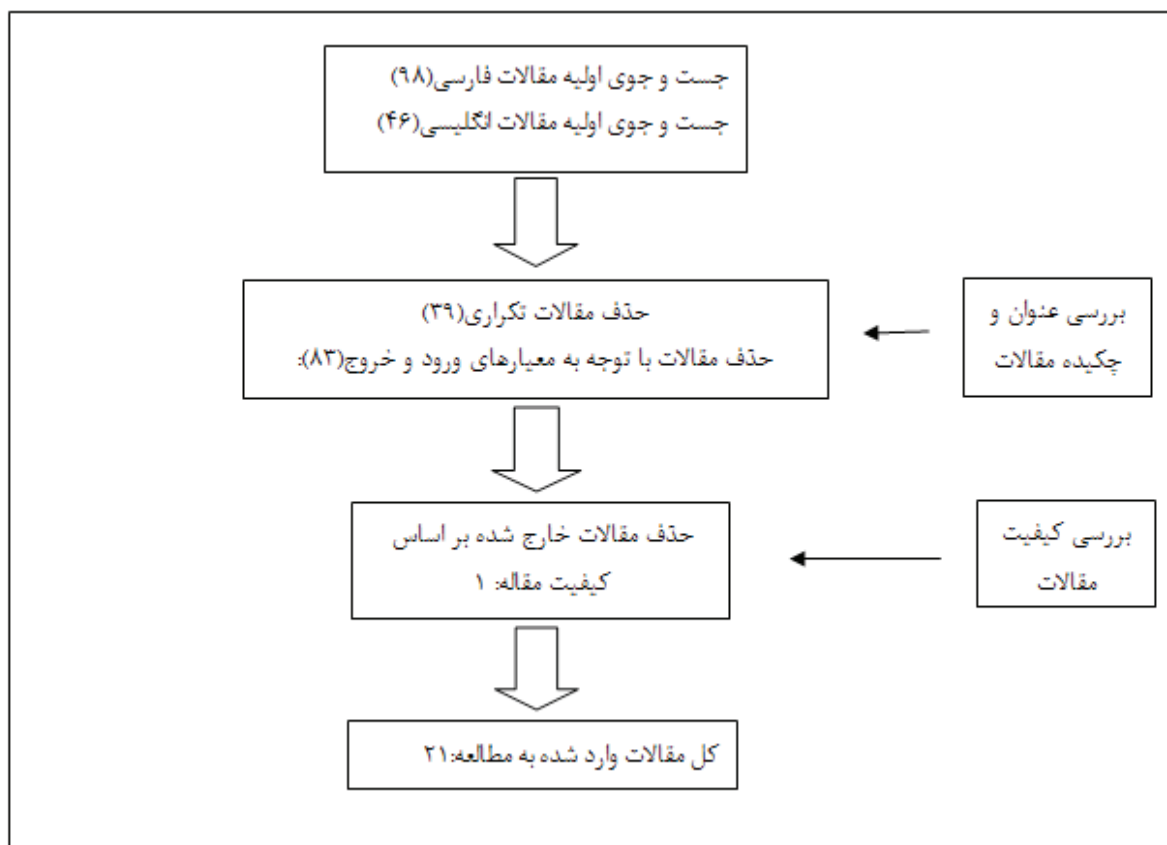 جست و جوی اولیه مقالات فارسی(۹۸)
جست و جوی اولیه مقالات انگلیسی(۴۶)
حذف مقالات تکراری(۳۹)
حذف مقالات با توجه به معیارهای ورود و خروج(۸۳):
بررسی عنوان و
چکیده مقالات
حذف مقالات خارج شده بر اساس
کیفیت مقاله: ۱
بررسی کیفیت
مقالات
کل مقالات وارد شده به مطالعه:۲۱